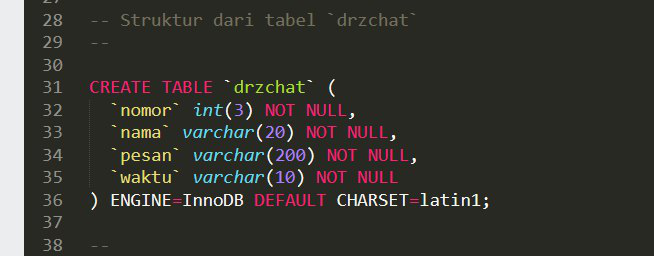 28 -- Struktur dari tabel `drzchat`
29 --
30
31 CREATE TABLE `drzchat` (
32 `nomor` int(3) NOT NULL,
33 `nama` varchar(20) NOT NULL,
34 `pesan` varchar(200) NOT NULL,
35 `waktu` varchar(10) NOT NULL
36 ) ENGINE=InnoDB DEFAULT CHARSET=latin1;
37
38 --